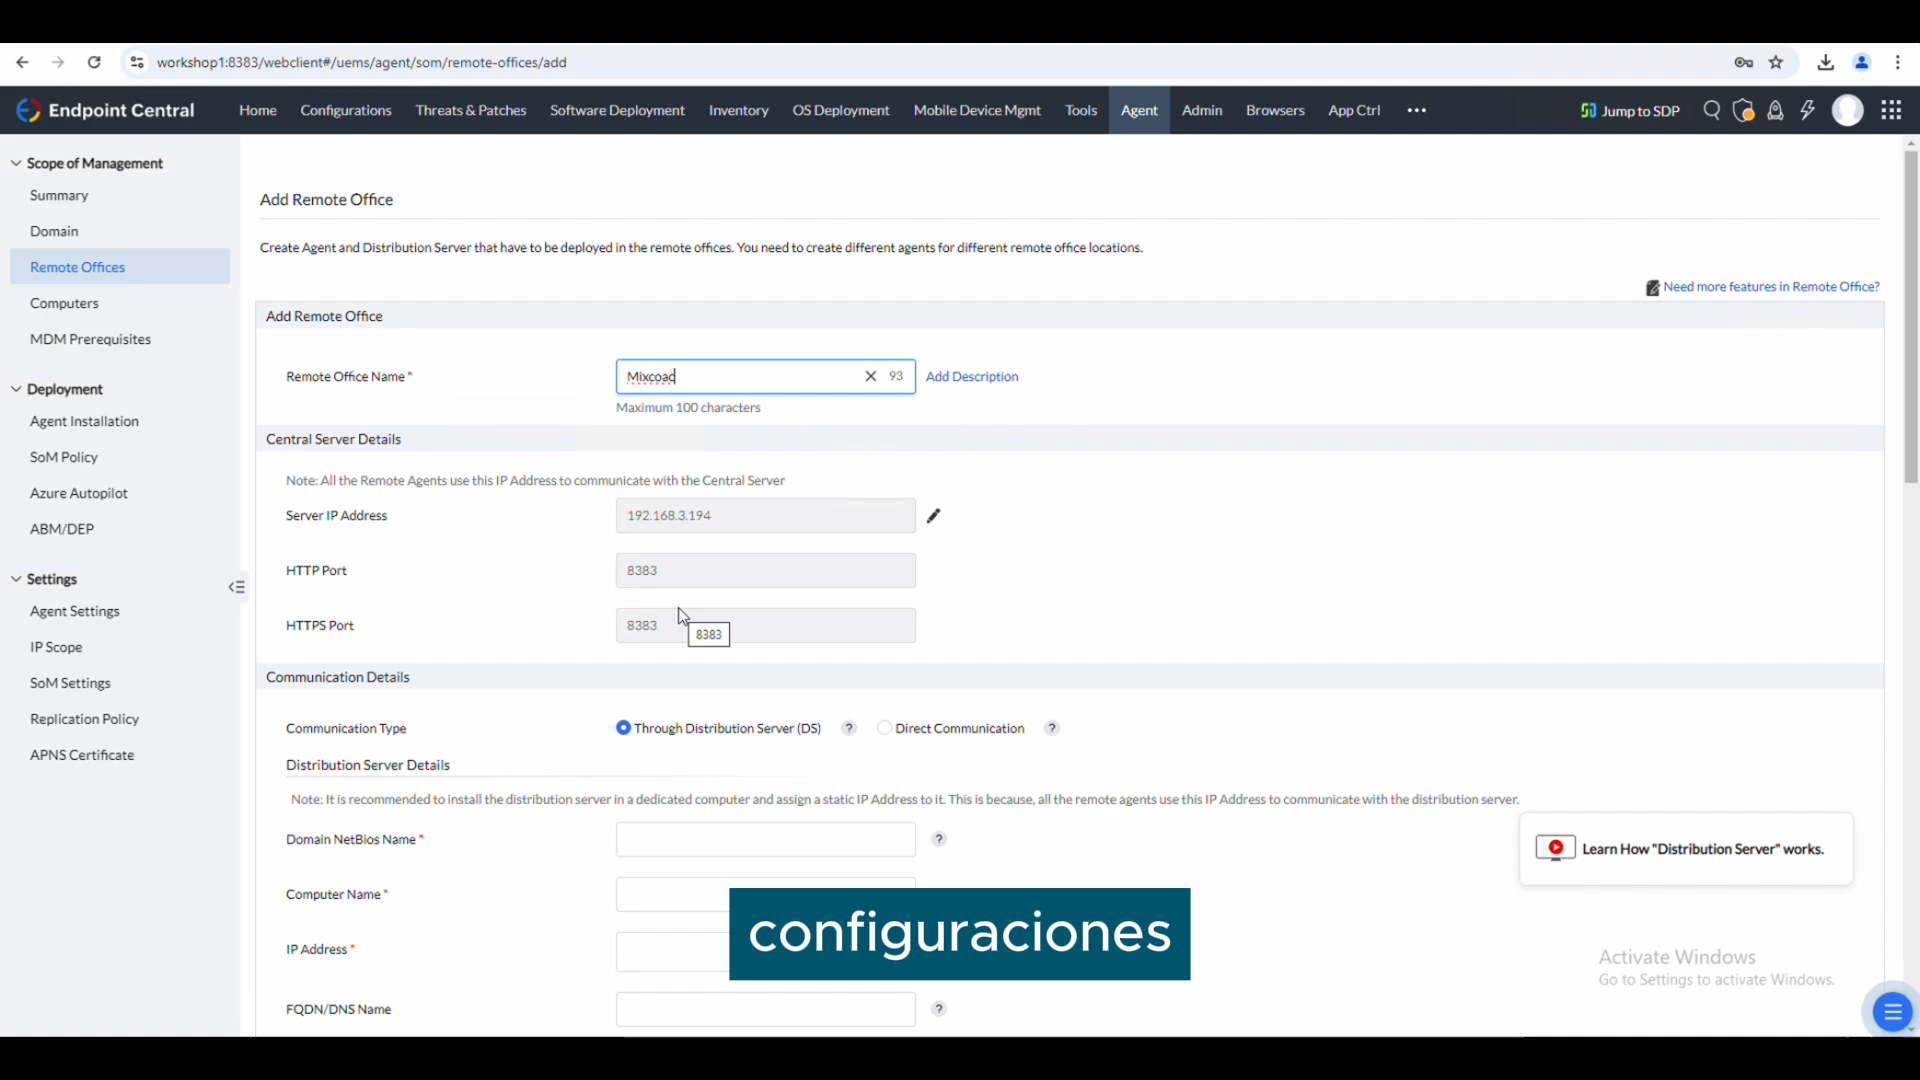 workshop1:8383/webclient#/uems/agent/som/remote-offices/add
Endpoint Central
Home
Configurations
Threats & Patches
Software Deployment
Inventory
OS Deployment
Mobile Device Mgmt
Tools
Agent
Admin
Browsers
App Ctrl
Jump to SDP
Scope of Management
Summary
Domain
Remote Offices
Computers
MDM Prerequisites
Deployment
Agent Installation
SoM Policy
Azure Autopilot
ABM/DEP
Settings
Agent Settings
IP Scope
SoM Settings
Replication Policy
APNS Certificate
Add Remote Office
Create Agent and Distribution Server that have to be deployed in the remote offices. You need to create different agents for different remote office locations.
Need more features in Remote Office?
Add Remote Office
Remote Office Name*
Mixcoac
93
Add Description
Maximum 100 characters
Central Server Details
Note: All the Remote Agents use this IP Address to communicate with the Central Server
Server IP Address
192.168.3.194
HTTP Port
8383
HTTPS Port
8383
8383
Communication Details
Communication Type
Through Distribution Server (DS)
?
Direct Communication
?
Distribution Server Details
Note: It is recommended to install the distribution server in a dedicated computer and assign a static IP Address to it. This is because, all the remote agents use this IP Address to communicate with the distribution server.
Domain NetBios Name*
?
Learn How "Distribution Server" works.
Computer Name*
configuraciones
IP Address*
Activate Windows
Go to Settings to activate Windows.
FQDN/DNS Name
?